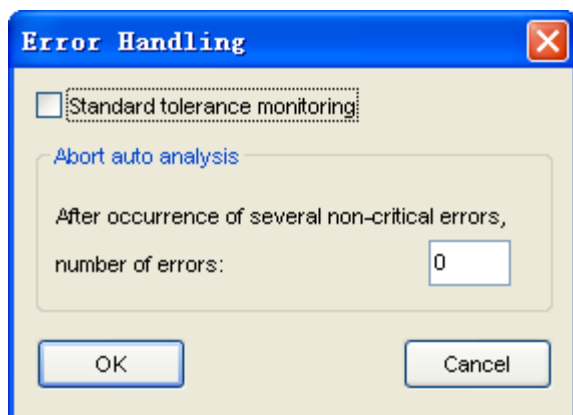 Error Handling
Standard tolerance monitoring
Abort auto analysis
After occurrence of several non-critical errors,
number of errors: 0
OK Cancel